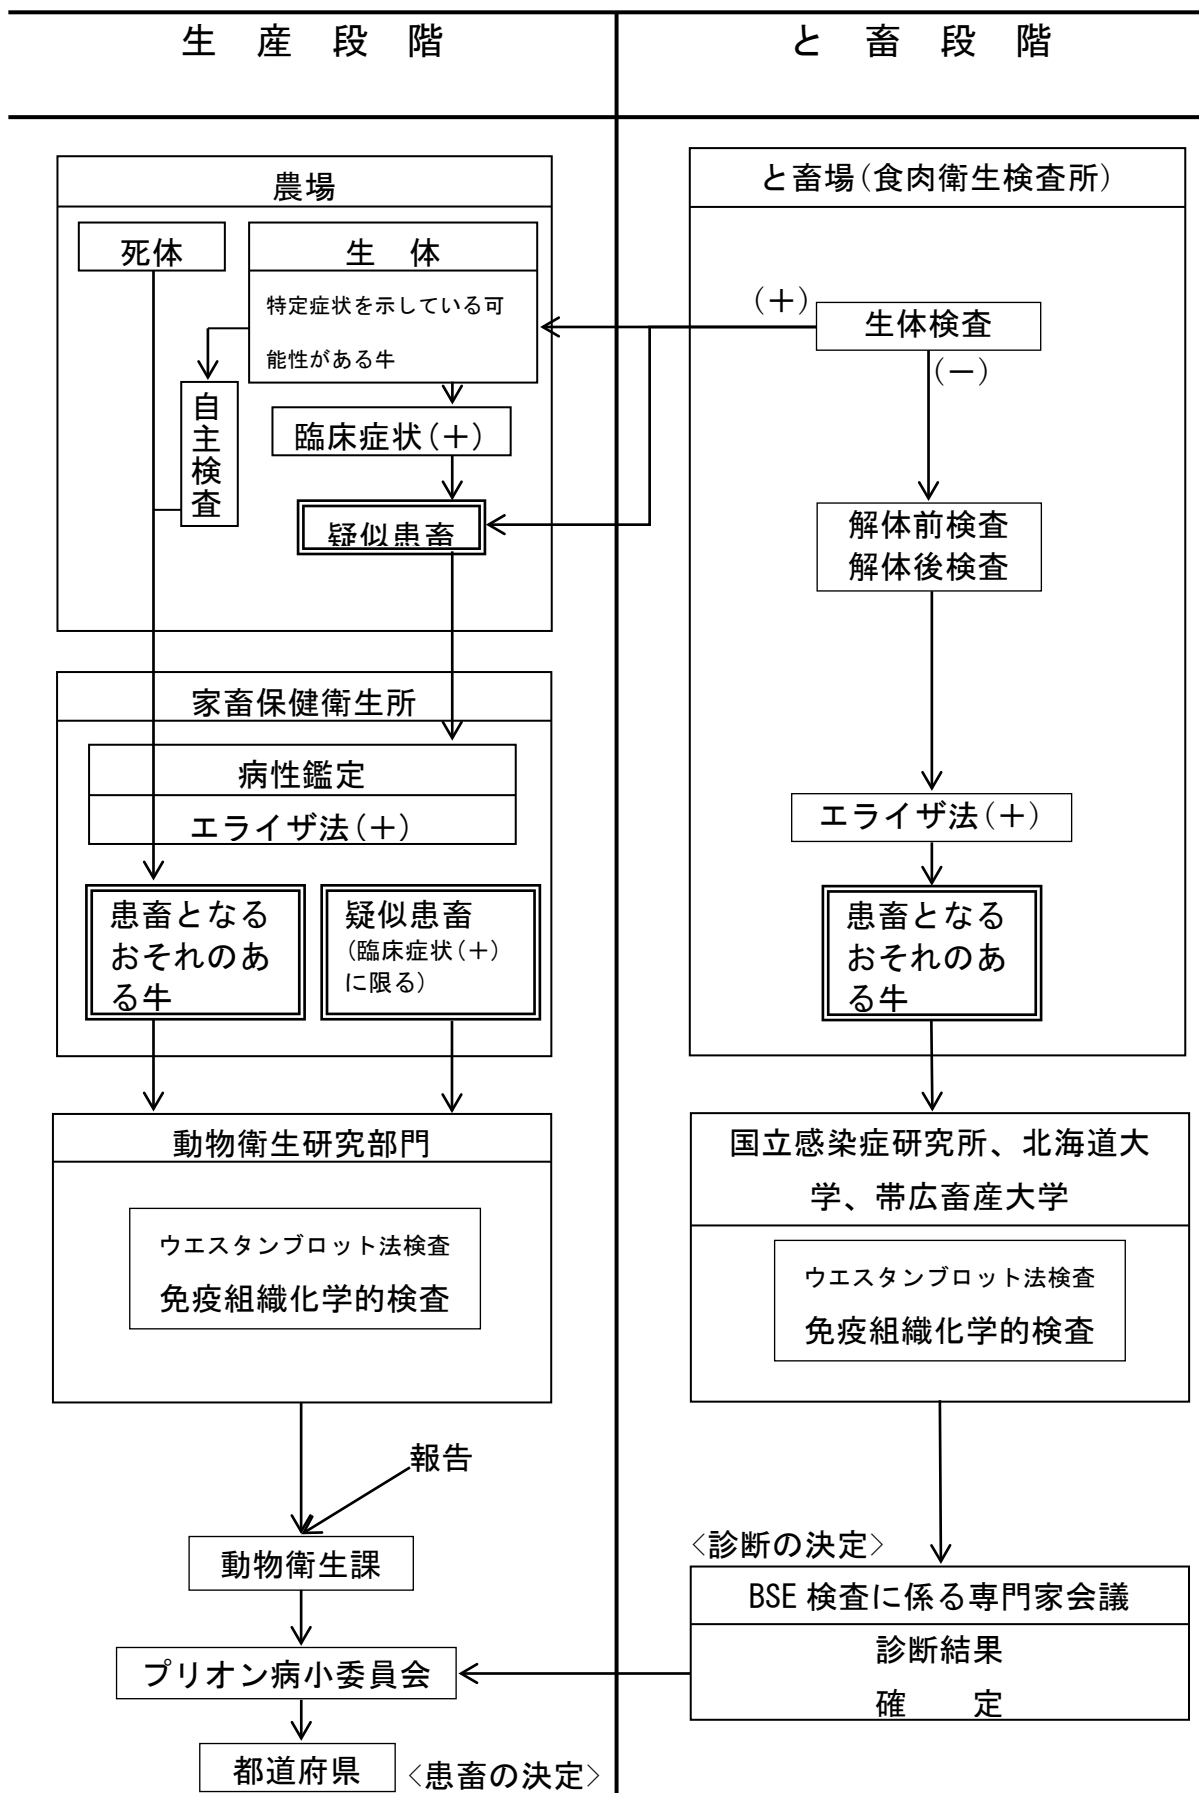 生　産　段　階
と　畜　段　階
農場
死体
生　体
特定症状を示している可
能性がある牛
自主検査
臨床症状(＋)
疑似患畜
家畜保健衛生所
病性鑑定
エライザ法(＋)
患畜となる
おそれのあ
る牛
疑似患畜
(臨床症状(＋)
に限る)
動物衛生研究部門
ウエスタンブロット法検査
免疫組織化学的検査
報告
動物衛生課
プリオン病小委員会
都道府県
<患畜の決定>
と畜場(食肉衛生検査所)
(＋)
生体検査
(－)
解体前検査
解体後検査
エライザ法(＋)
患畜となる
おそれのあ
る牛
国立感染症研究所、北海道大
学、帯広畜産大学
ウエスタンブロット法検査
免疫組織化学的検査
<診断の決定>
BSE 検査に係る専門家会議
診断結果
確　　定